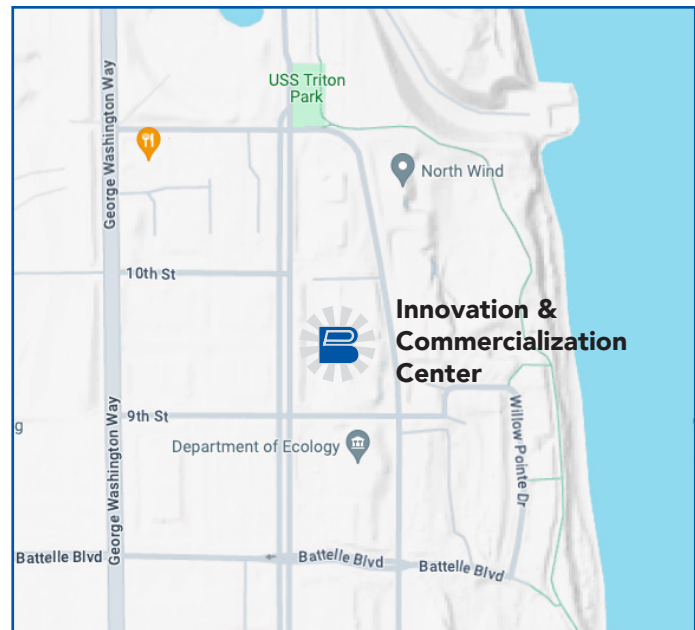 USS Triton
Park
George Washington Way
North Wind
10th St
Innovation &
Commercialization
Center
9th St
g
Department of Ecology
Willow Pointe Dr
George Washington Way
Battelle Blvd
Battelle Blvd
Battelle Blvd